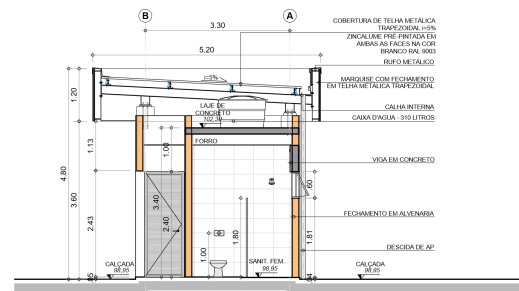 B
A
3.30
5.20
COBERTURA DE TELHA METÁLICA
TRAPEZOIDAL i=5%
ZINCALUME PRÉ-PINTADA EM
AMBAS AS FACES NA COR
BRANCO RAL 9003
RUFO METÁLICO
i=5%
MARQUISE COM FECHAMENTO
EM TELHA METÁLICA TRAPEZOIDAL
1.20
LAJE DE
CONCRETO
102,30
CALHA INTERNA
CAIXA D'AGUA - 310 LITROS
1.13
1.00
FORRO
VIGA EM CONCRETO
4.80
3.60
.60
2.43
3.40
2.40
1.00
1.80
1.81
FECHAMENTO EM ALVENARIA
DESCIDA DE AP
CALÇADA
98,95
SANIT. FEM.
98,95
CALÇADA
98,95
.05
.04